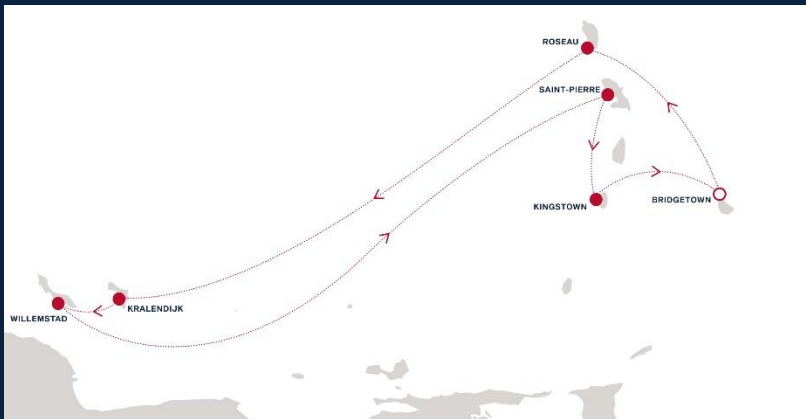 ROSEAU
SAINT-PIERRE
BRIDGETOWN
KINGSTOWN
KRALENDIJK
WILLEMSTAD